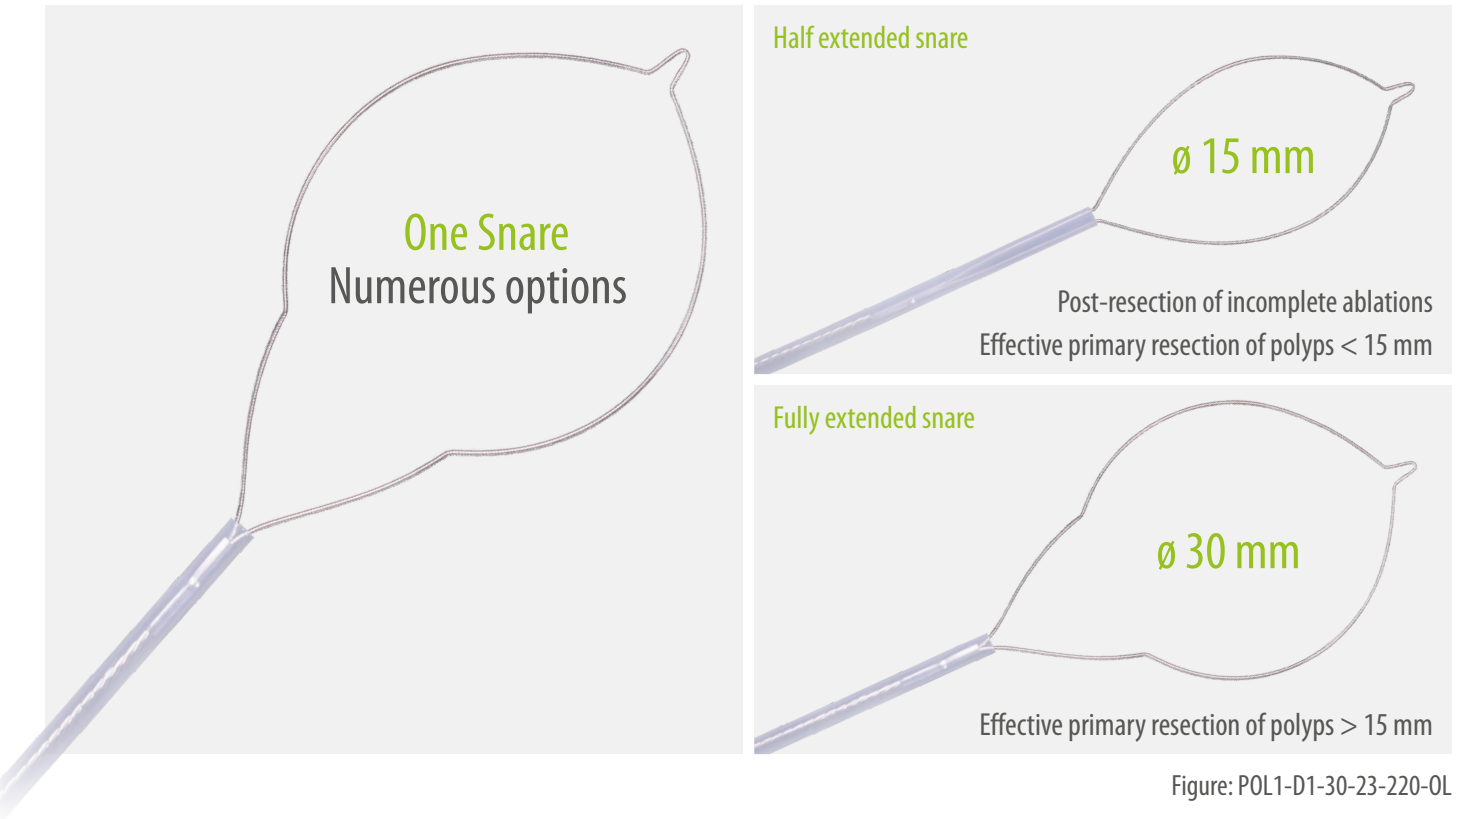 One Snare
Numerous options
Half extended snare
ø 15 mm
Post-resection of incomplete ablations
Effective primary resection of polyps < 15 mm
Fully extended snare
ø 30 mm
Effective primary resection of polyps > 15 mm
Figure: POL1-D1-30-23-220-OL